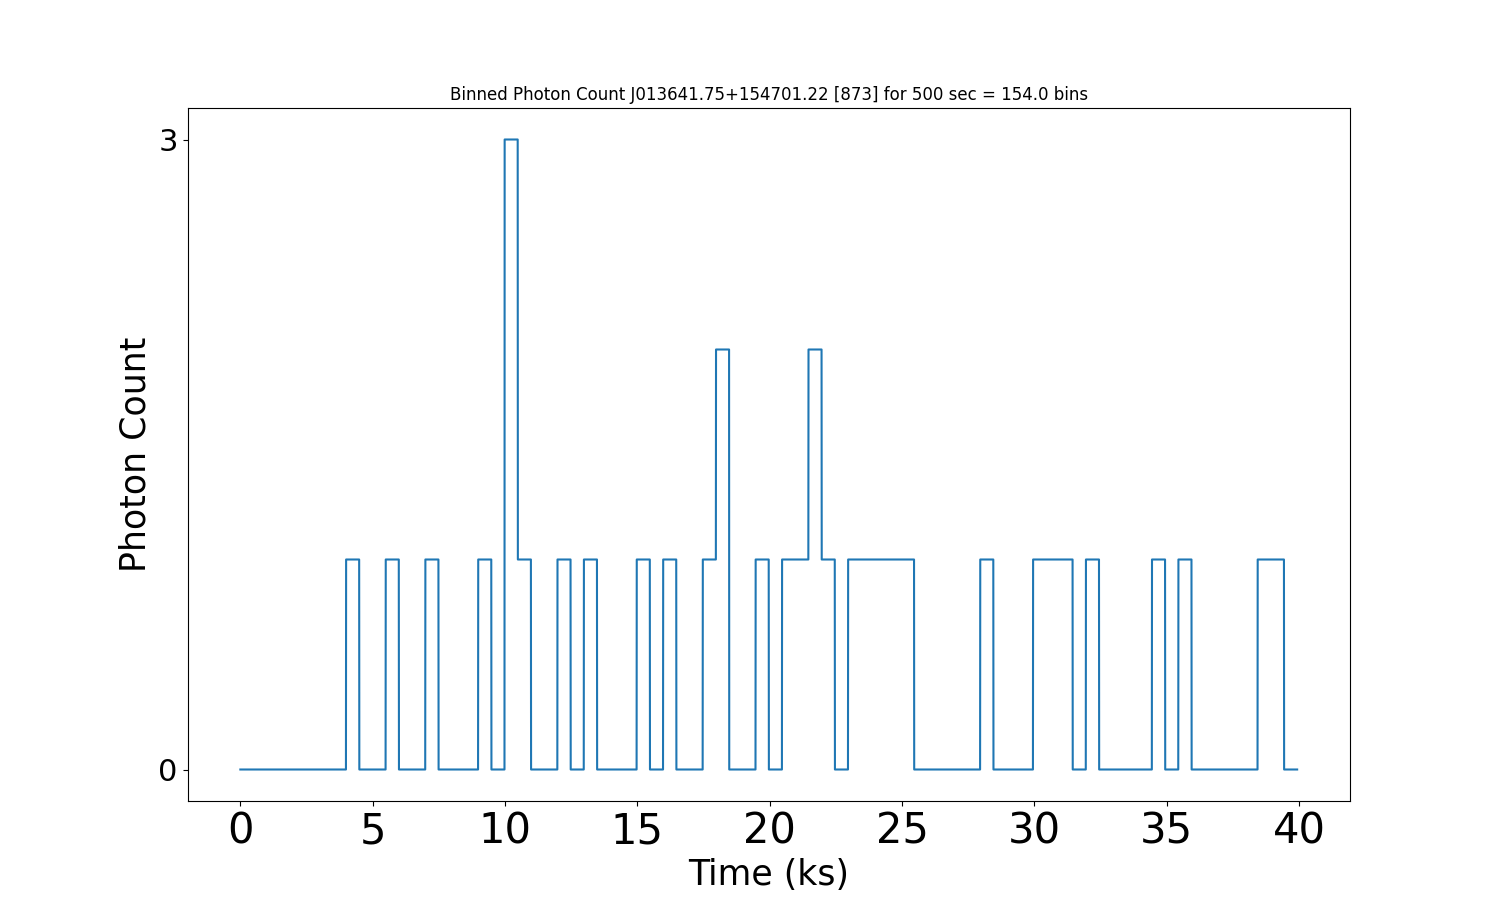 Binned Photon Count J013641.75+154701.22 [873] for 500 sec = 154.0 bins
3
Photon Count
0
0 5 10 15 20 25 30 35 40
Time (ks)